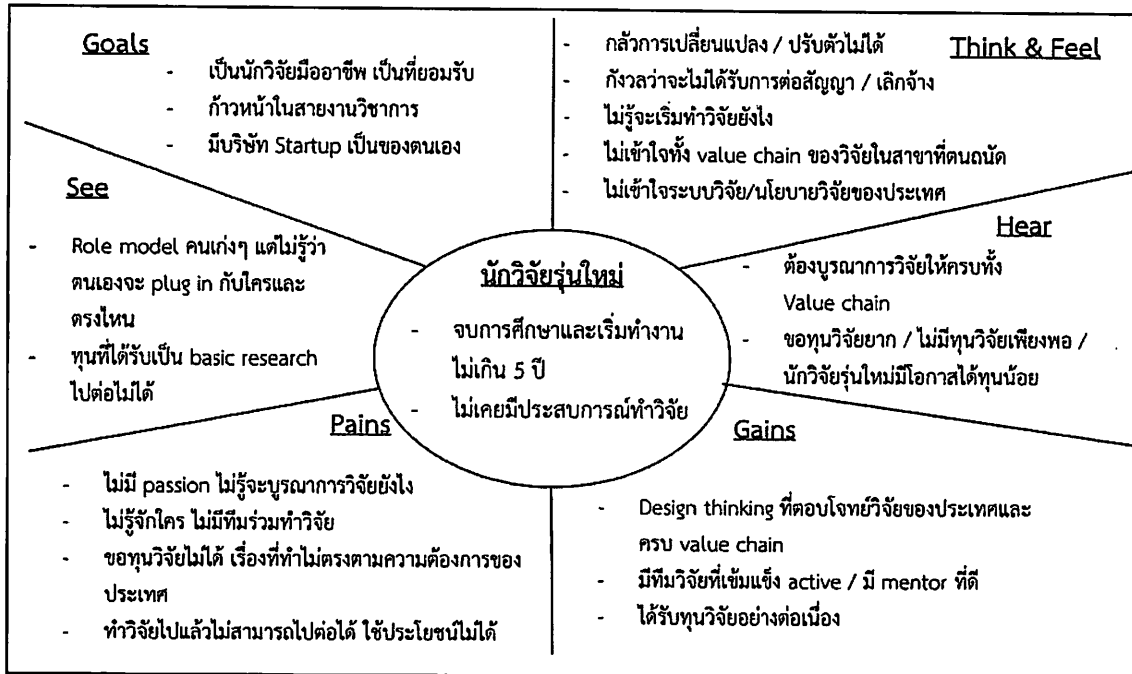 Goals
- เป็นนักวิจัยมืออาชีพ เป็นที่ยอมรับ
- ก้าวหน้าในสายงานวิชาการ
- มีบริษัท Startup เป็นของตนเอง
Think & Feel
- กลัวการเปลี่ยนแปลง / ปรับตัวไม่ได้
- กังวลว่าจะไม่ได้รับการต่อสัญญา / เลิกจ้าง
- ไม่รู้จะเริ่มทำวิจัยยังไง
- ไม่เข้าใจทั้ง value chain ของวิจัยในสาขาที่ตนถนัด
- ไม่เข้าใจระบบวิจัย/นโยบายวิจัยของประเทศ
See
- Role model คนเก่งๆ แต่ไม่รู้ว่า
ตนเองจะ plug in กับใครและ
ตรงไหน
- ทุนที่ได้รับเป็น basic research
ไปต่อไม่ได้
นักวิจัยรุ่นใหม่
- จบการศึกษาและเริ่มทำงาน
ไม่เกิน 5 ปี
- ไม่เคยมีประสบการณ์ทำวิจัย
Hear
- ต้องบูรณาการวิจัยให้ครบทั้ง
Value chain
- ขอทุนวิจัยยาก / ไม่มีทุนวิจัยเพียงพอ /
นักวิจัยรุ่นใหม่มีโอกาสได้ทุนน้อย
Pains
- ไม่มี passion ไม่รู้จะบูรณาการวิจัยยังไง
- ไม่รู้จักใคร ไม่มีทีมร่วมทำวิจัย
- ขอทุนวิจัยไม่ได้ เรื่องที่ทำไม่ตรงตามความต้องการของ
ประเทศ
- ทำวิจัยไปแล้วไม่สามารถไปต่อได้ ใช้ประโยชน์ไม่ได้
Gains
- Design thinking ที่ตอบโจทย์วิจัยของประเทศและ
ครบ value chain
- มีทีมวิจัยที่เข้มแข็ง active / มี mentor ที่ดี
- ได้รับทุนวิจัยอย่างต่อเนื่อง